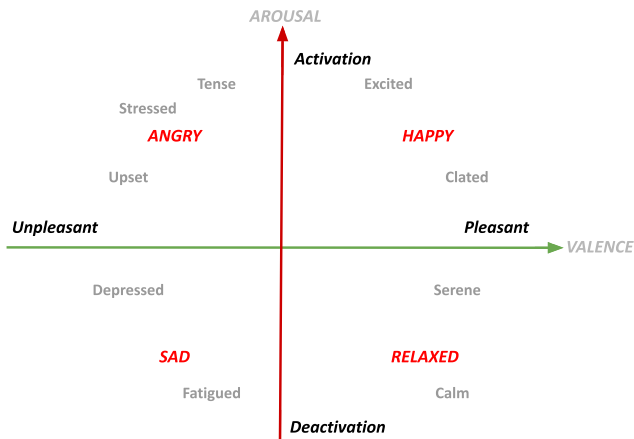 AROUSAL
Activation
Tense
Excited
Stressed
ANGRY
HAPPY
Upset
Clated
Unpleasant
Pleasant
VALENCE
Depressed
Serene
SAD
RELAXED
Fatigued
Calm
Deactivation